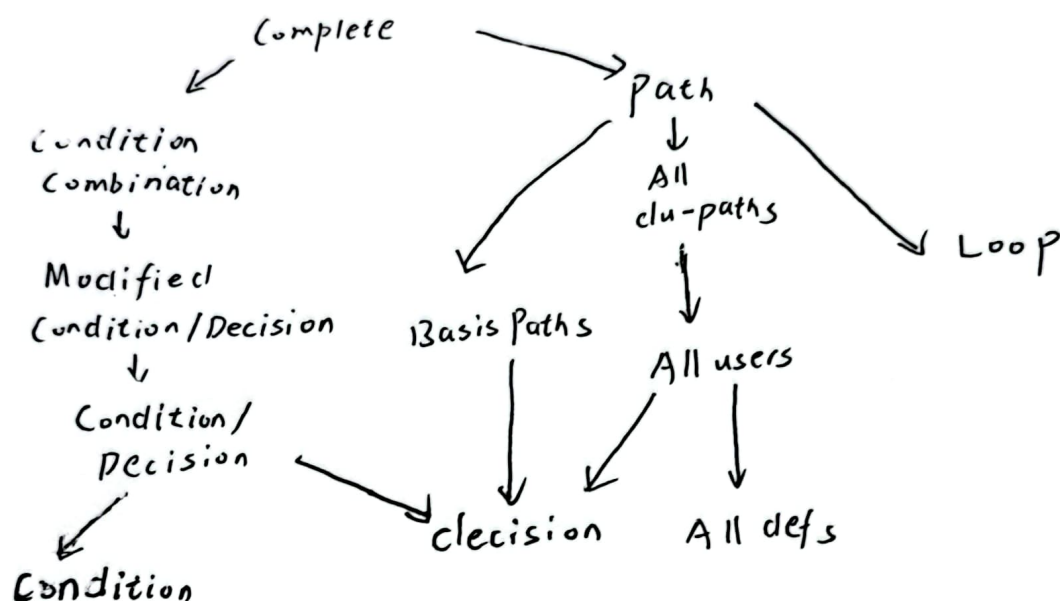 Complete
Path
Condition
Combination
All
du-paths
Loop
Modified
Condition/Decision
Basis Paths
All users
Condition/
Decision
decision
All defs
Condition